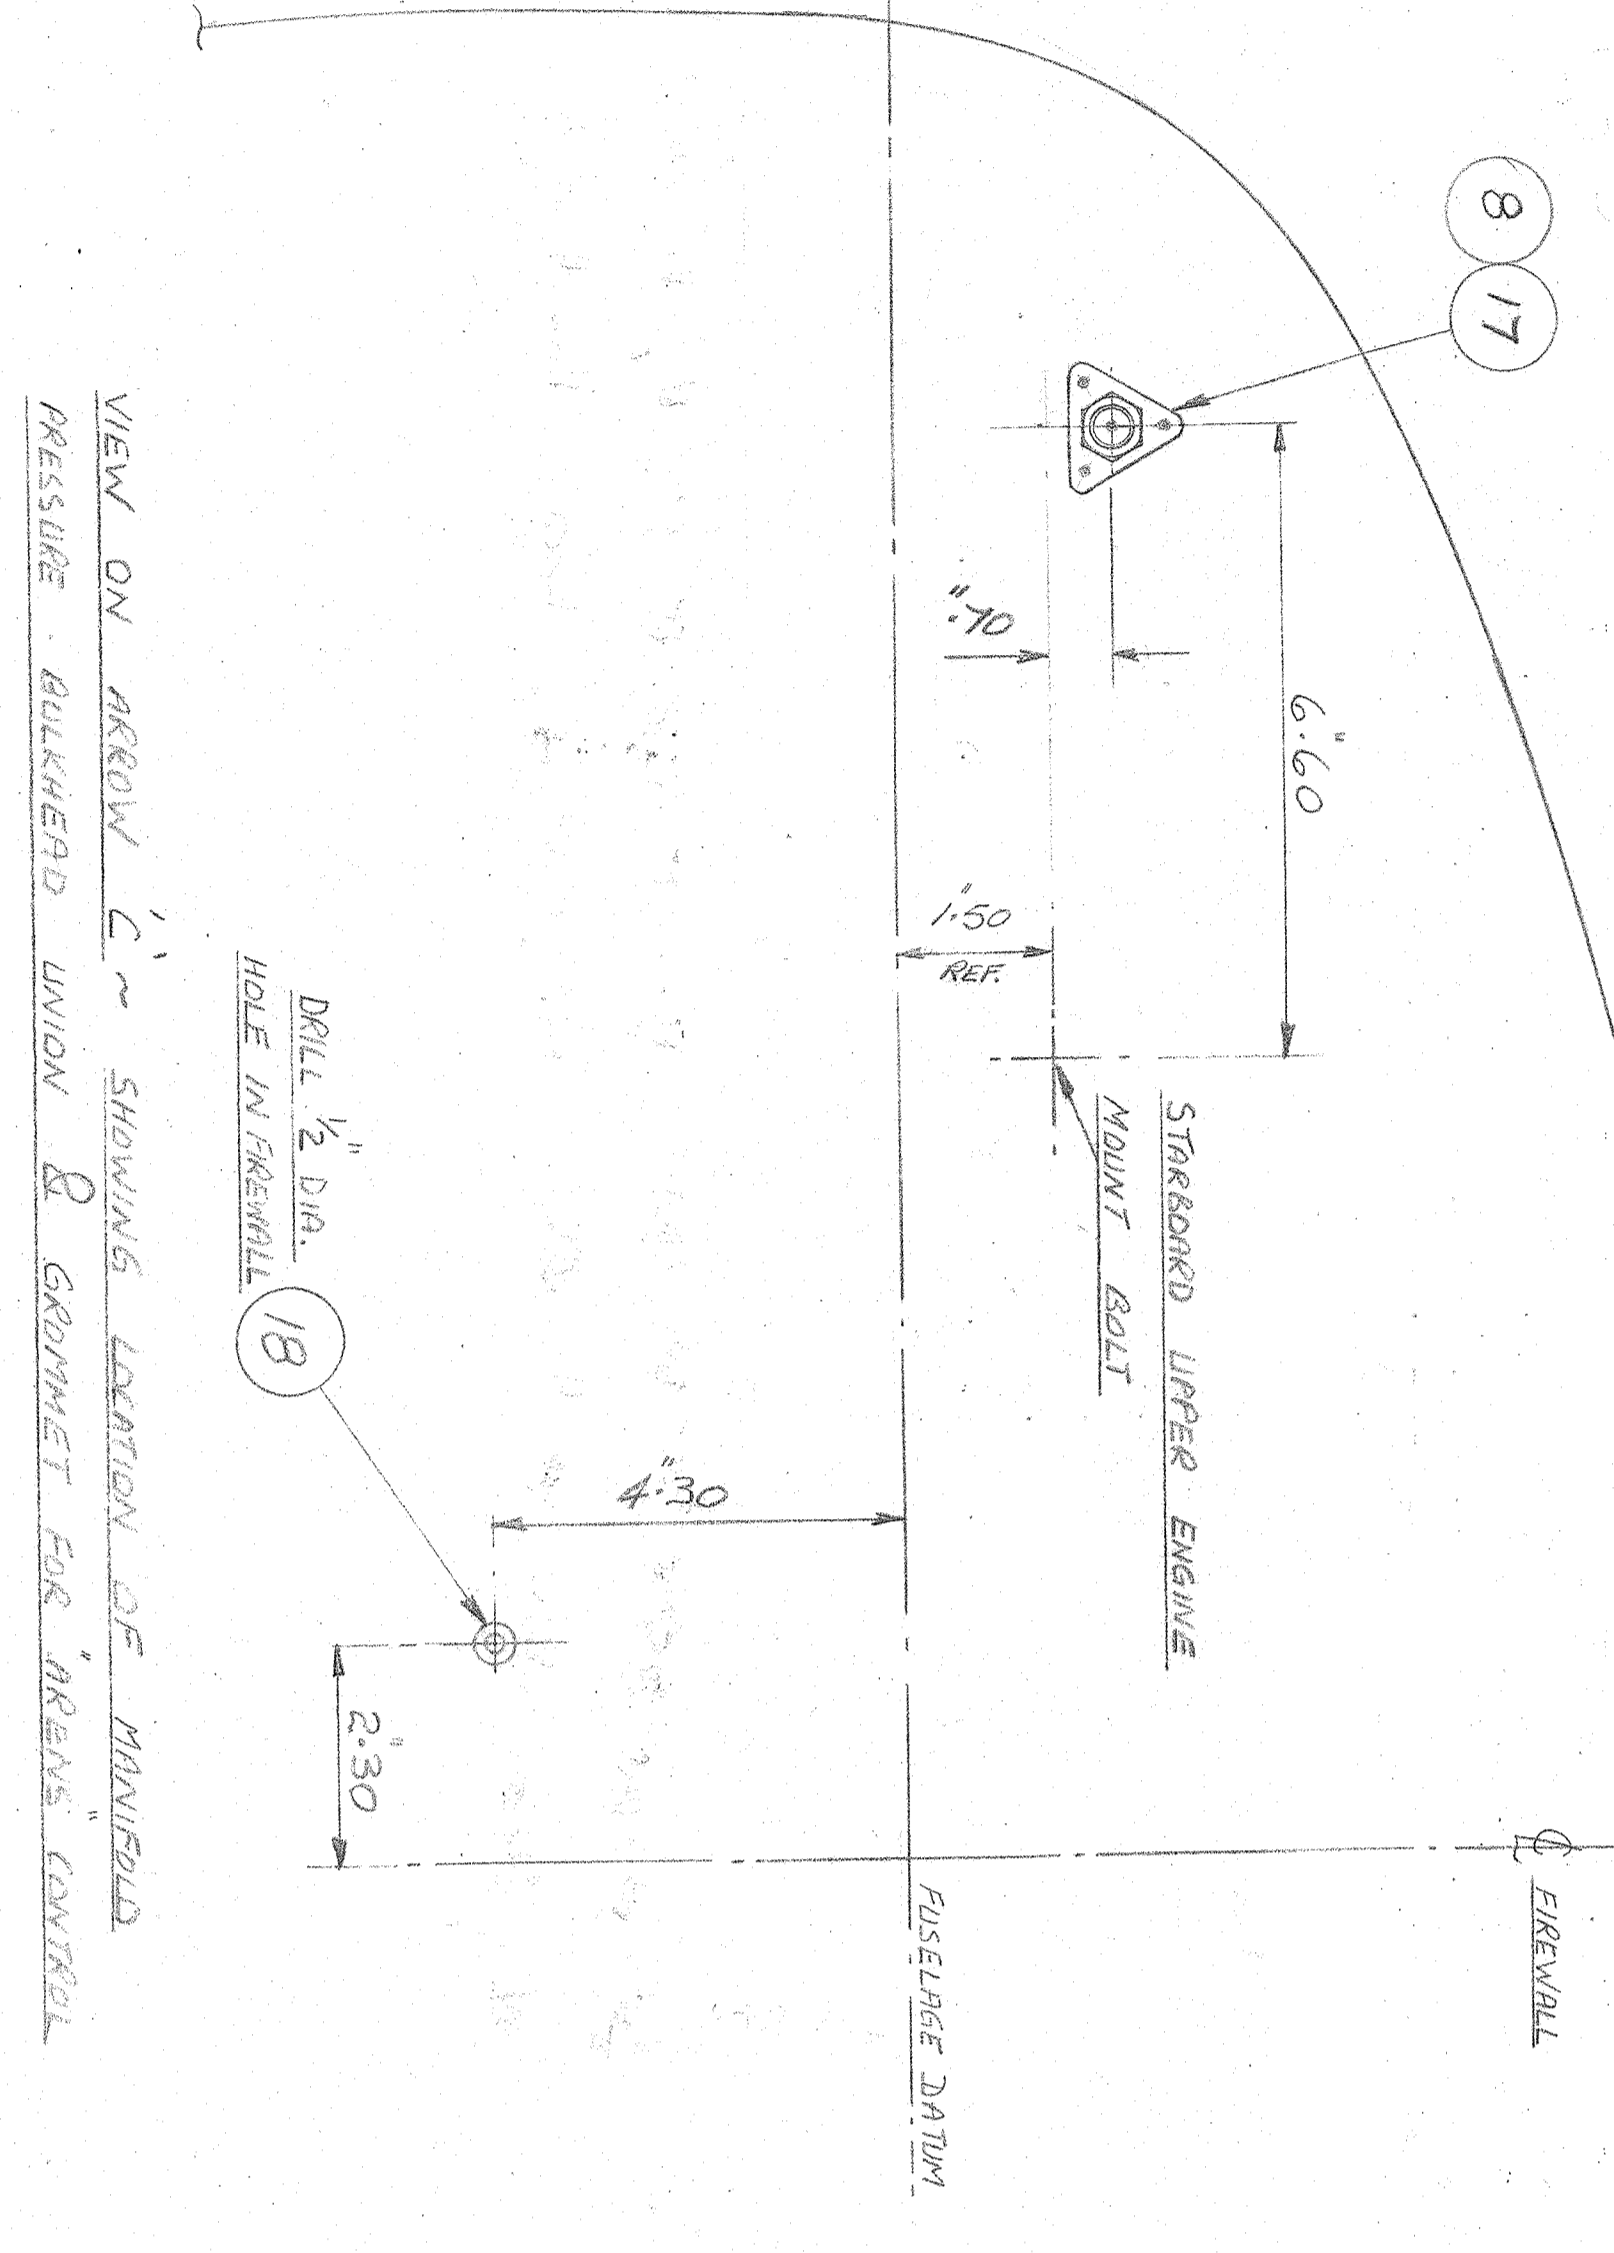 8
17
℄ FIREWALL
6".60
STARBOARD UPPER ENGINE
MOUNT BOLT
".70
1".50
REF.
FUSELAGE DATUM
4".30
2".30
DRILL 1/2" DIA.
HOLE IN FIREWALL
18
VIEW ON ARROW 'C' ~ SHOWING LOCATION OF MANIFOLD
PRESSURE BULKHEAD UNION & GROMMET FOR "ARENS" CONTROL